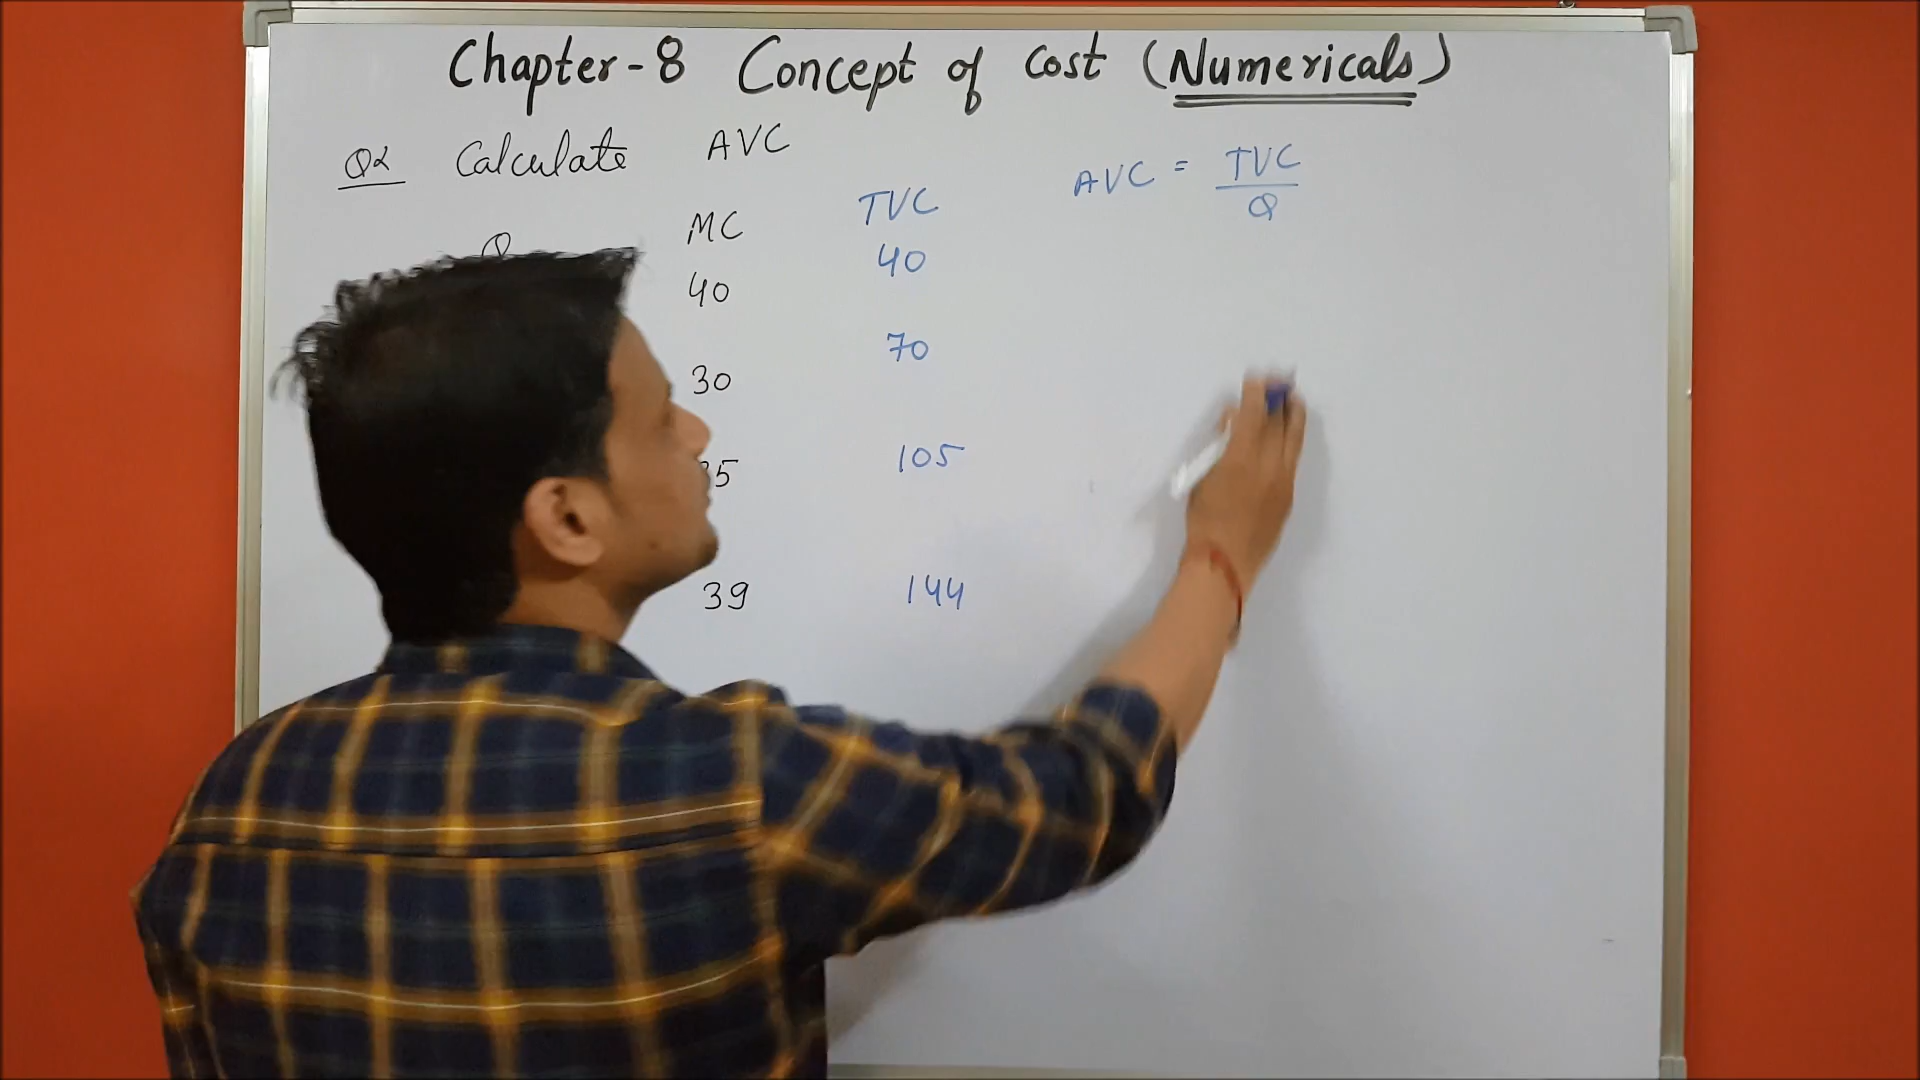 Chapter-8 Concept of Cost (Numericals)
Q2 Calculate AVC
AVC = TVC / Q
Q MC TVC
40 40
30 70
35 105
39 144